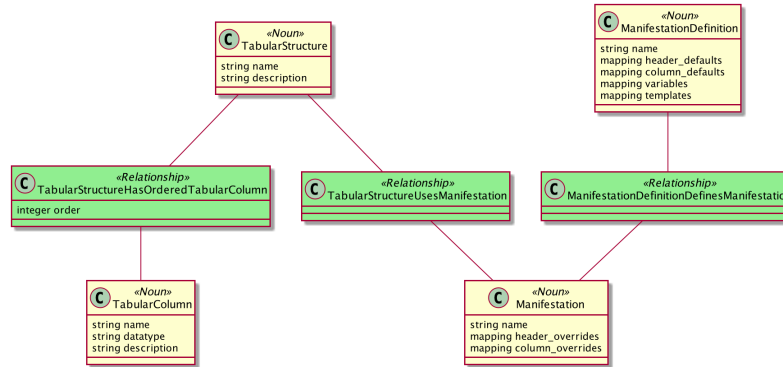 C «Noun»
TabularStructure
string name
string description
C «Noun»
ManifestationDefinition
string name
mapping header_defaults
mapping column_defaults
mapping variables
mapping templates
C «Relationship»
TabularStructureHasOrderedTabularColumn
integer order
C «Relationship»
TabularStructureUsesManifestation
C «Relationship»
ManifestationDefinitionDefinesManifestatio
C «Noun»
TabularColumn
string name
string datatype
string description
C «Noun»
Manifestation
string name
mapping header_overrides
mapping column_overrides